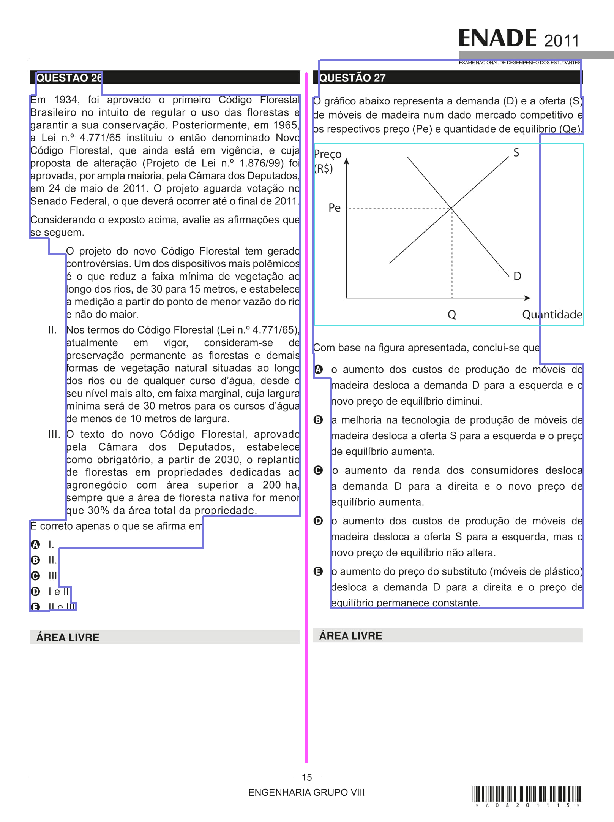 ENADE 2011
EXAME NACIONAL DE DESEMPENHO DOS ESTUDANTES
QUESTÃO 26
Em 1934, foi aprovado o primeiro Código Florestal
Brasileiro no intuito de regular o uso das florestas e
garantir a sua conservação. Posteriormente, em 1965,
a Lei n.º 4.771/65 instituiu o então denominado Novo
Código Florestal, que ainda está em vigência, e cuja
proposta de alteração (Projeto de Lei n.º 1.876/99) foi
aprovada, por ampla maioria, pela Câmara dos Deputados,
em 24 de maio de 2011. O projeto aguarda votação no
Senado Federal, o que deverá ocorrer até o final de 2011.
Considerando o exposto acima, avalie as afirmações que
se seguem.
O projeto do novo Código Florestal tem gerado
controvérsias. Um dos dispositivos mais polêmicos
é o que reduz a faixa mínima de vegetação ao
longo dos rios, de 30 para 15 metros, e estabelece
a medição a partir do ponto de menor vazão do rio
e não do maior.
II. Nos termos do Código Florestal (Lei n.º 4.771/65),
atualmente em vigor, consideram-se de
preservação permanente as florestas e demais
formas de vegetação natural situadas ao longo
dos rios ou de qualquer curso d'água, desde o
seu nível mais alto, em faixa marginal, cuja largura
mínima será de 30 metros para os cursos d'água
de menos de 10 metros de largura.
III. O texto do novo Código Florestal, aprovado
pela Câmara dos Deputados, estabelece
como obrigatório, a partir de 2030, o replantio
de florestas em propriedades dedicadas ao
agronegócio com área superior a 200 ha,
sempre que a área de floresta nativa for menor
que 30% da área total da propriedade.
É correto apenas o que se afirma em
A I.
B II.
C III.
D I e II.
E II e III.
ÁREA LIVRE
QUESTÃO 27
O gráfico abaixo representa a demanda (D) e a oferta (S)
de móveis de madeira num dado mercado competitivo e
os respectivos preço (Pe) e quantidade de equilíbrio (Qe).
Preço
(R$)
S
Pe
D
Q
Quantidade
Com base na figura apresentada, conclui-se que
A o aumento dos custos de produção de móveis de
madeira desloca a demanda D para a esquerda e o
novo preço de equilíbrio diminui.
B a melhoria na tecnologia de produção de móveis de
madeira desloca a oferta S para a esquerda e o preço
de equilíbrio aumenta.
C o aumento da renda dos consumidores desloca
a demanda D para a direita e o novo preço de
equilíbrio aumenta.
D o aumento dos custos de produção de móveis de
madeira desloca a oferta S para a esquerda, mas o
novo preço de equilíbrio não altera.
E o aumento do preço do substituto (móveis de plástico)
desloca a demanda D para a direita e o preço de
equilíbrio permanece constante.
ÁREA LIVRE
15
ENGENHARIA GRUPO VIII